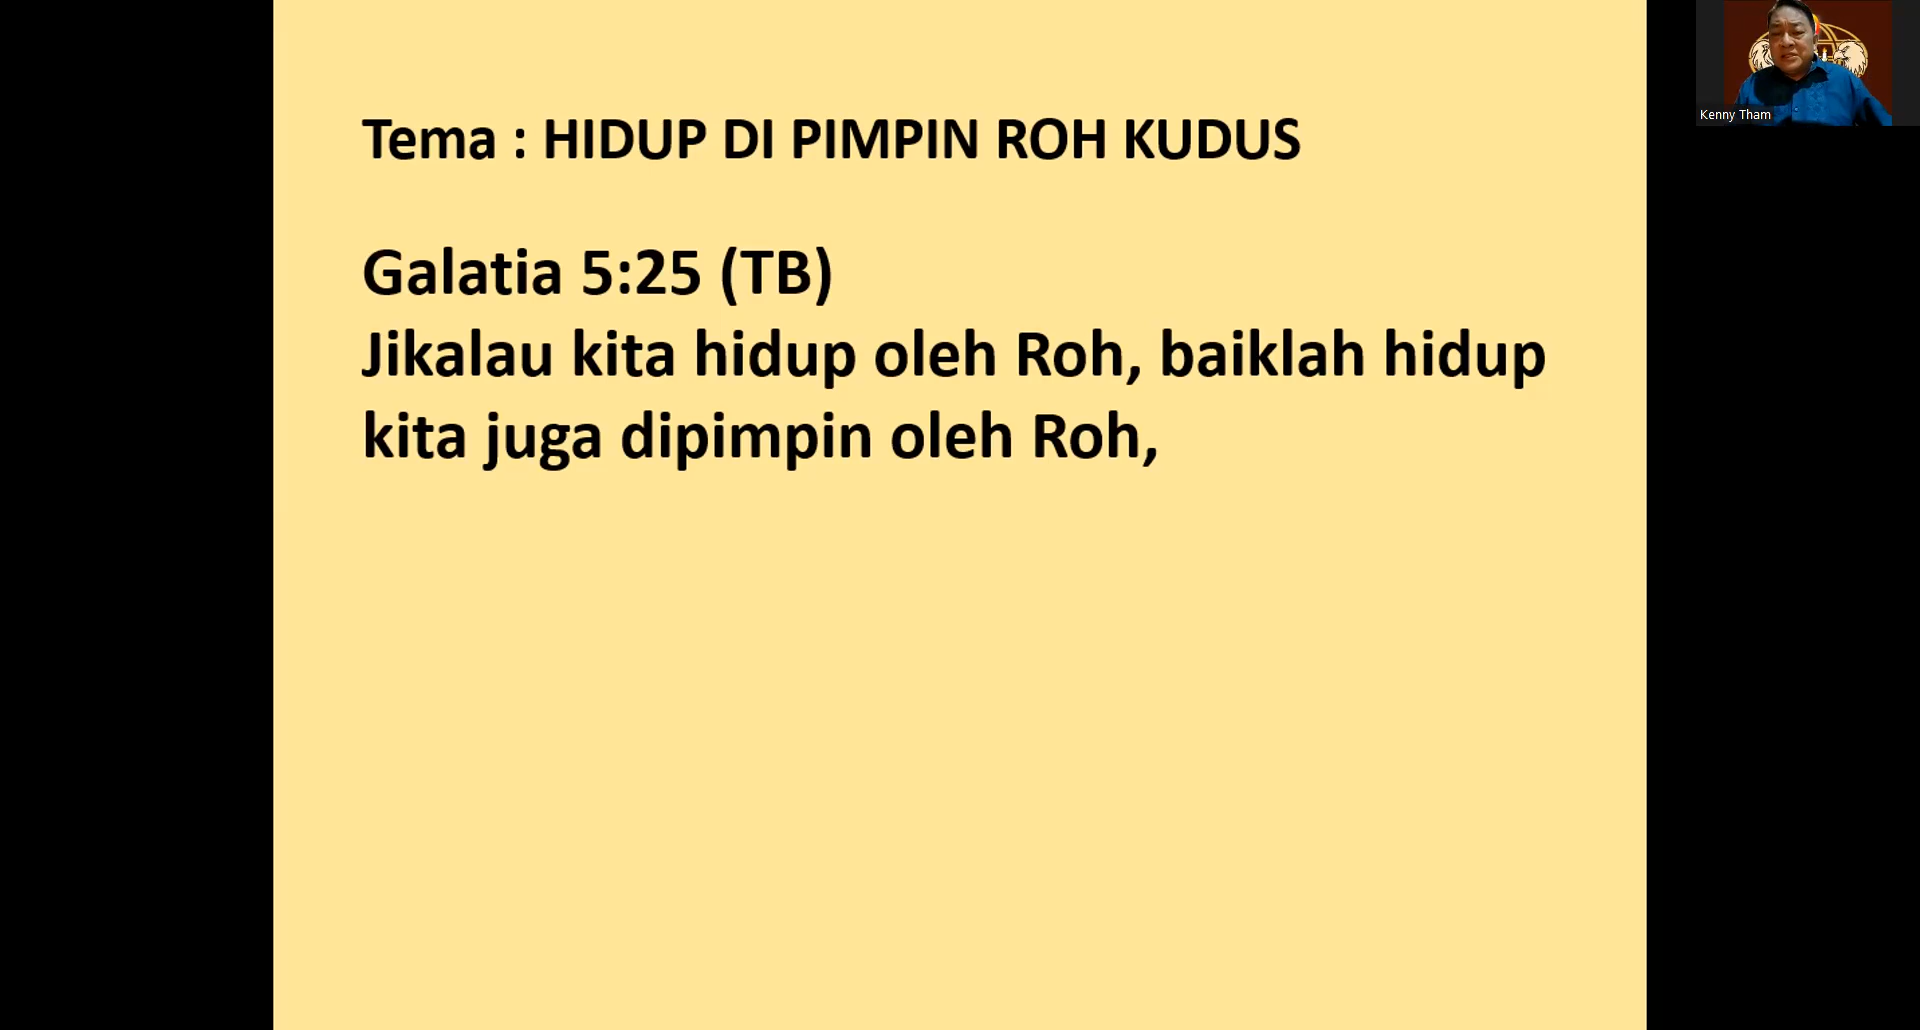 Tema : HIDUP DI PIMPIN ROH KUDUS
Galatia 5:25 (TB)
Jikalau kita hidup oleh Roh, baiklah hidup
kita juga dipimpin oleh Roh,
Kenny Tham